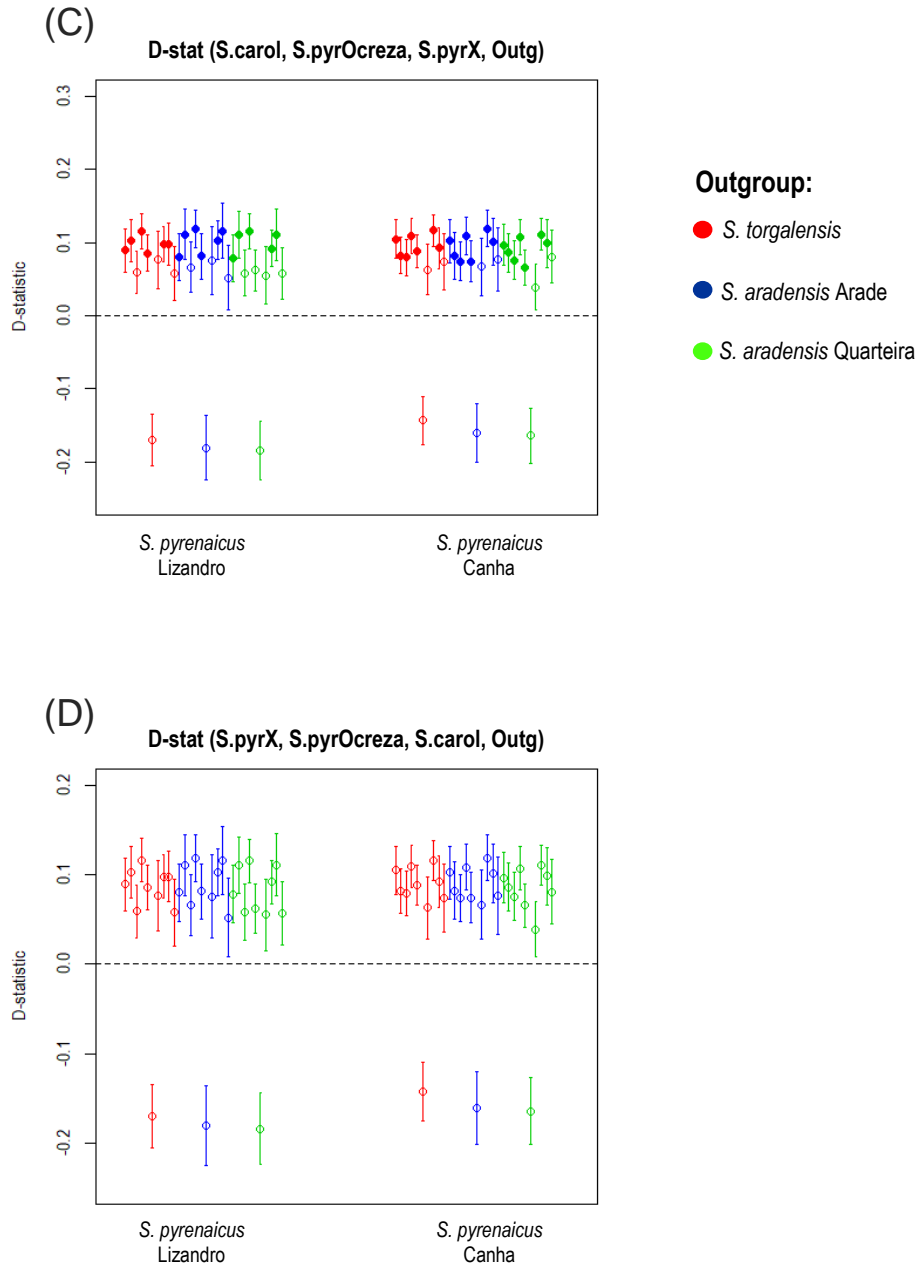 (C)
D-stat (S.carol, S.pyrOcreza, S.pyrX, Outg)
0.3
0.2
0.1
0.0
-0.1
-0.2
D-statistic
S. pyrenaicus
Lizandro
S. pyrenaicus
Canha
Outgroup:
S. torgalensis
S. aradensis Arade
S. aradensis Quarteira
(D)
D-stat (S.pyrX, S.pyrOcreza, S.carol, Outg)
0.2
0.1
0.0
-0.1
-0.2
D-statistic
S. pyrenaicus
Lizandro
S. pyrenaicus
Canha